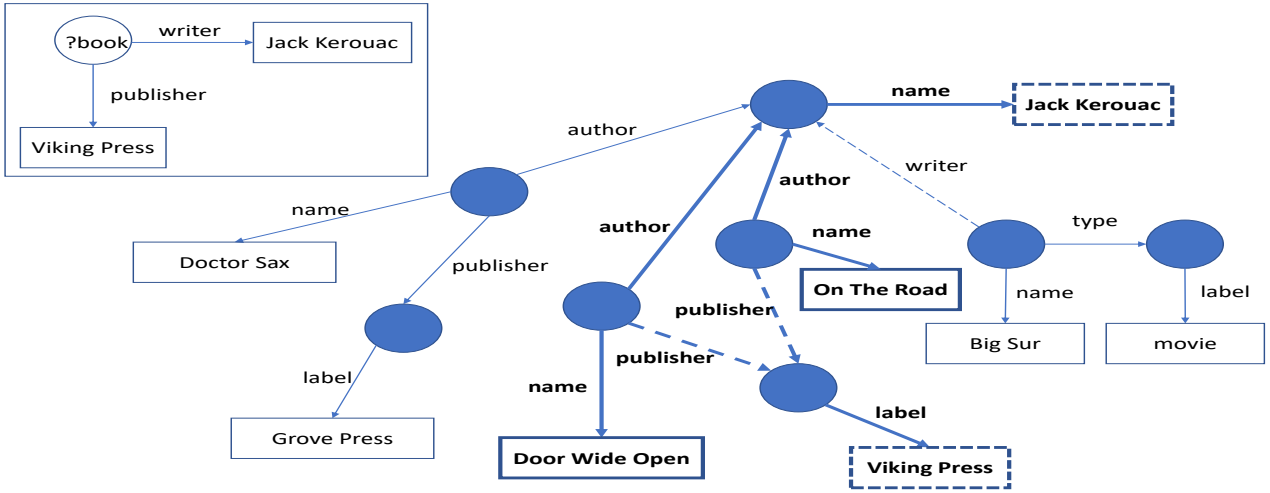 ?book
writer
Jack Kerouac
publisher
Viking Press
name
Jack Kerouac
author
writer
author
name
author
name
type
Doctor Sax
publisher
On The Road
name
label
publisher
Big Sur
movie
publisher
label
name
label
Grove Press
Door Wide Open
Viking Press